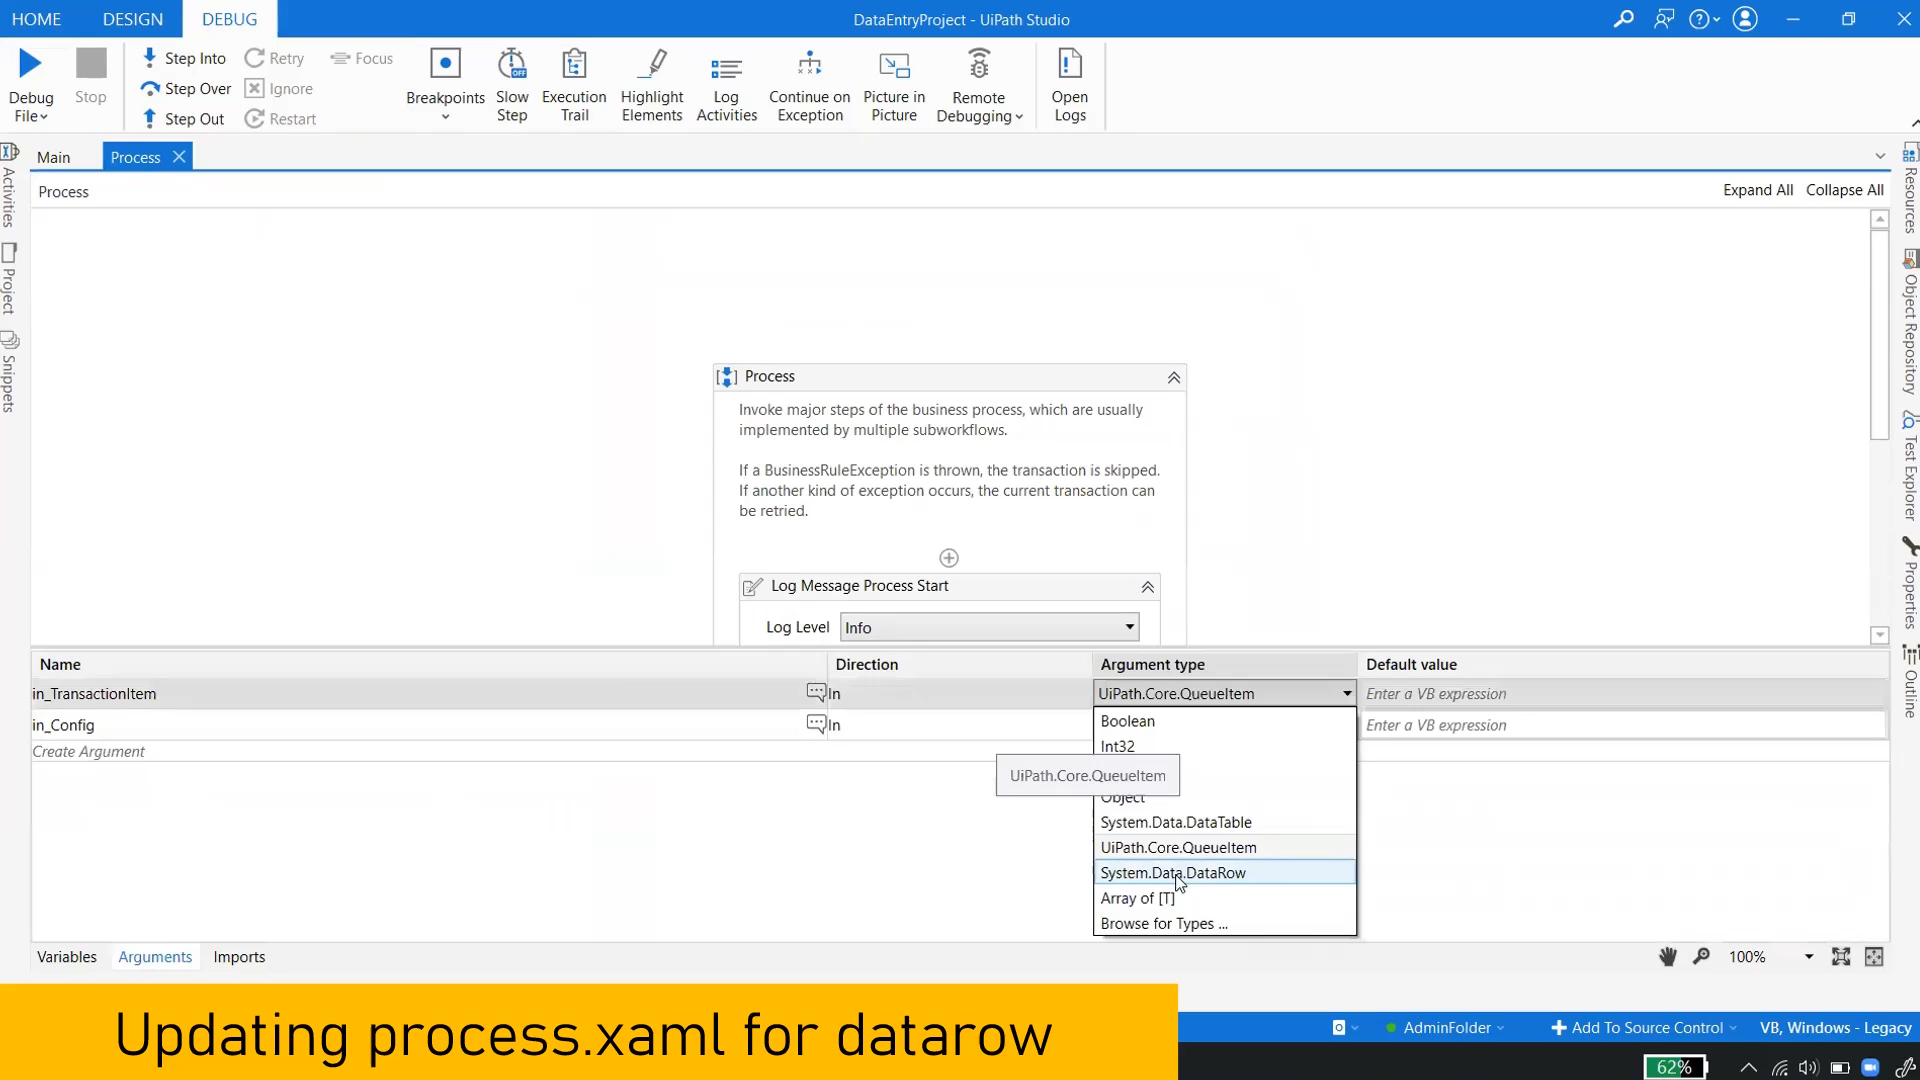 HOME DESIGN DEBUG DataEntryProject - UiPath Studio
Step Into Retry Focus
Step Over Ignore
Step Out Restart
Debug File
Stop
Breakpoints
Slow Step
Execution Trail
Highlight Elements
Log Activities
Continue on Exception
Picture in Picture
Remote Debugging
Open Logs
Main Process
Process Expand All Collapse All
Activities
Project
Snippets
Resources
Object Repository
Test Explorer
Properties
Outline
Process
Invoke major steps of the business process, which are usually
implemented by multiple subworkflows.
If a BusinessRuleException is thrown, the transaction is skipped.
If another kind of exception occurs, the current transaction can
be retried.
Log Message Process Start
Log Level Info
Name Direction Argument type Default value
in_TransactionItem In UiPath.Core.QueueItem Enter a VB expression
in_Config In Enter a VB expression
Create Argument
Boolean
Int32
UiPath.Core.QueueItem
Object
System.Data.DataTable
UiPath.Core.QueueItem
System.Data.DataRow
Array of [T]
Browse for Types ...
Variables Arguments Imports 100%
Updating process.xaml for datarow
AdminFolder Add To Source Control VB, Windows - Legacy
62%